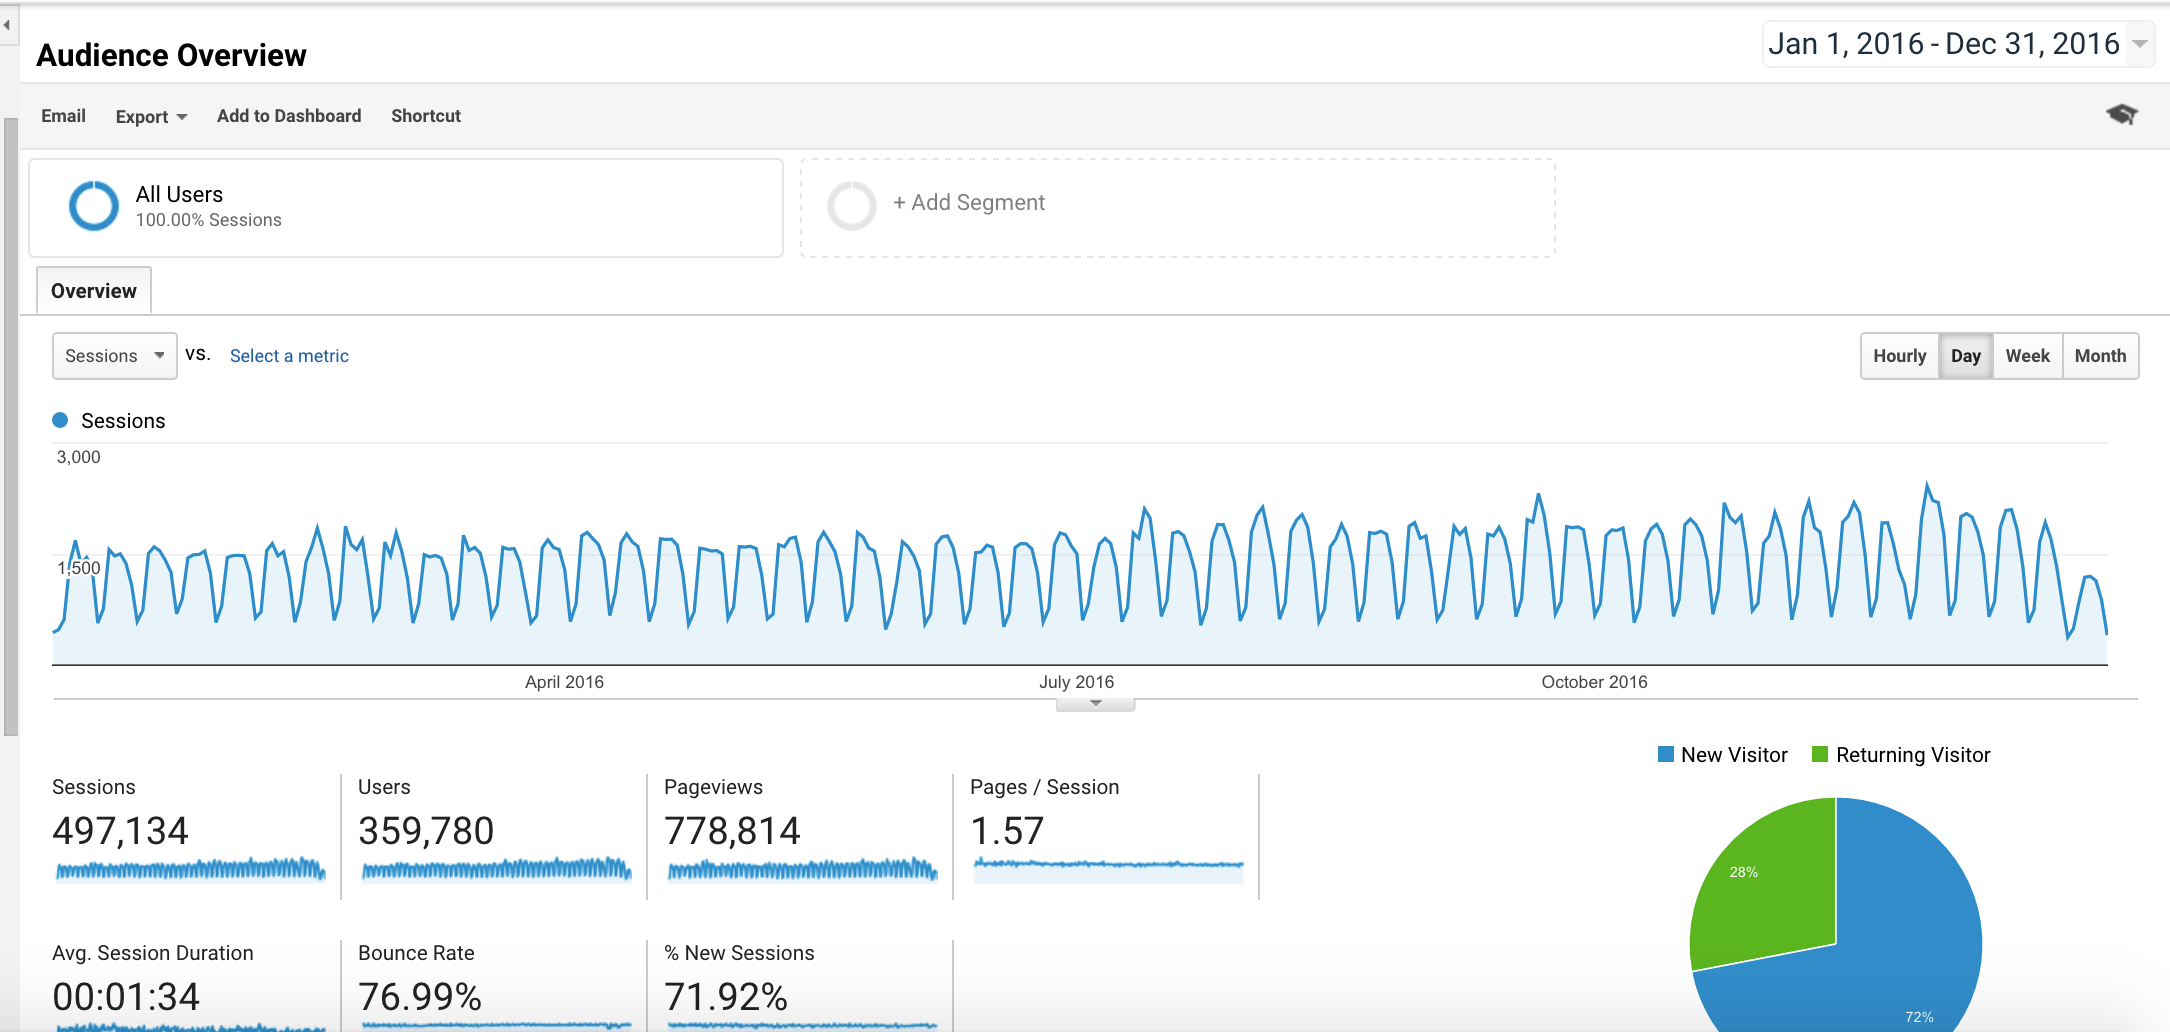 Audience Overview
Jan 1, 2016 - Dec 31, 2016
Email Export Add to Dashboard Shortcut
All Users
100.00% Sessions
+ Add Segment
Overview
Sessions vs. Select a metric
Hourly Day Week Month
Sessions
3,000
1,500
April 2016 July 2016 October 2016
New Visitor Returning Visitor
Sessions Users Pageviews Pages / Session
497,134 359,780 778,814 1.57
28%
Avg. Session Duration Bounce Rate % New Sessions
00:01:34 76.99% 71.92%
72%